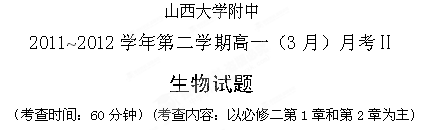 山西大学附中
2011~2012 学年第二学期高一（3 月）月考 II
生物试题
（考查时间：60 分钟）(考查内容：以必修二第 1 章和第 2 章为主)